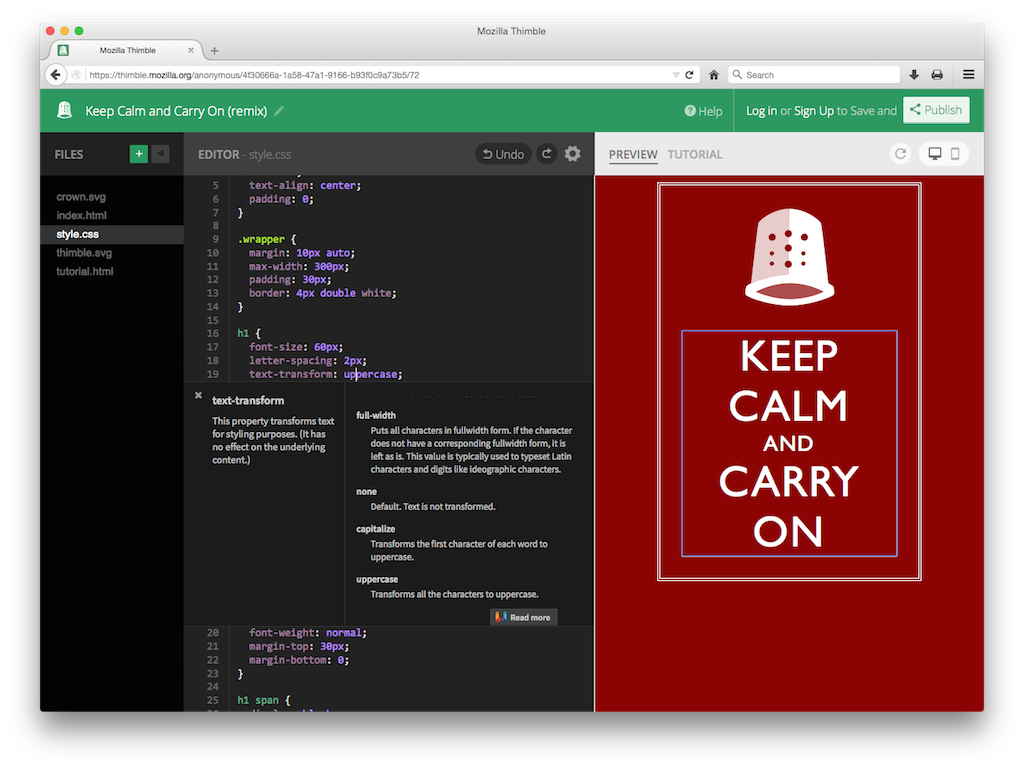 Mozilla Thimble
Mozilla Thimble
https://thimble.mozilla.org/anonymous/4f30666a-1a58-47a1-9166-b93f0c9a73b5/72
Search
Keep Calm and Carry On (remix)
Help
Log in or Sign Up to Save and
Publish
FILES
EDITOR - style.css
Undo
PREVIEW
TUTORIAL
crown.svg
index.html
style.css
thimble.svg
tutorial.html
5 text-align: center;
6 padding: 0;
7 }
8
9 .wrapper {
10 margin: 10px auto;
11 max-width: 300px;
12 padding: 30px;
13 border: 4px double white;
14 }
15
16 h1 {
17 font-size: 60px;
18 letter-spacing: 2px;
19 text-transform: uppercase;
text-transform
This property transforms text
for styling purposes. (It has
no effect on the underlying
content.)
full-width
Puts all characters in fullwidth form. If the character
does not have a corresponding fullwidth form, it is
left as is. This value is typically used to typeset Latin
characters and digits like ideographic characters.
none
Default. Text is not transformed.
capitalize
Transforms the first character of each word to
uppercase.
uppercase
Transforms all the characters to uppercase.
Read more
20 font-weight: normal;
21 margin-top: 30px;
22 margin-bottom: 0;
23 }
24
25 h1 span {
KEEP
CALM
AND
CARRY
ON